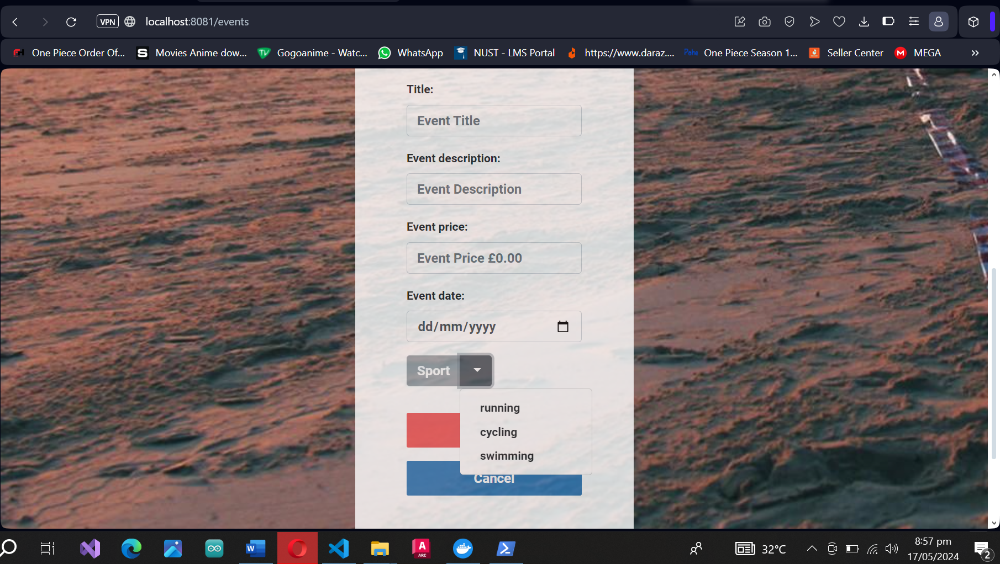 VPN localhost:8081/events
One Piece Order Of... Movies Anime dow... Gogoanime - Watc... WhatsApp NUST - LMS Portal https://www.daraz.... One Piece Season 1... Seller Center MEGA »
Title:
Event Title
Event description:
Event Description
Event price:
Event Price £0.00
Event date:
dd/mm/yyyy
Sport
running
cycling
swimming
Cancel
32°C
8:57 pm
17/05/2024
2